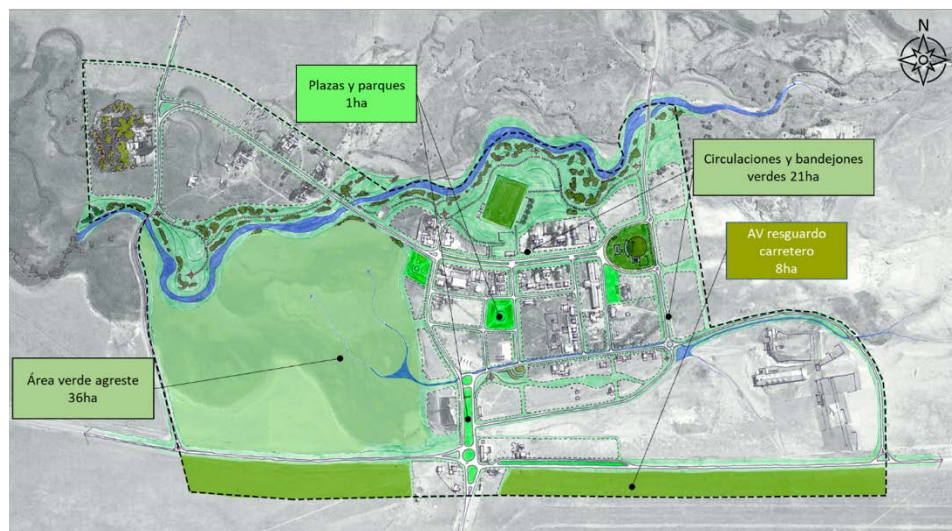 N
Plazas y parques
1ha
Circulaciones y bandejones
verdes 21ha
AV resguardo
carretero
8ha
Área verde agreste
36ha